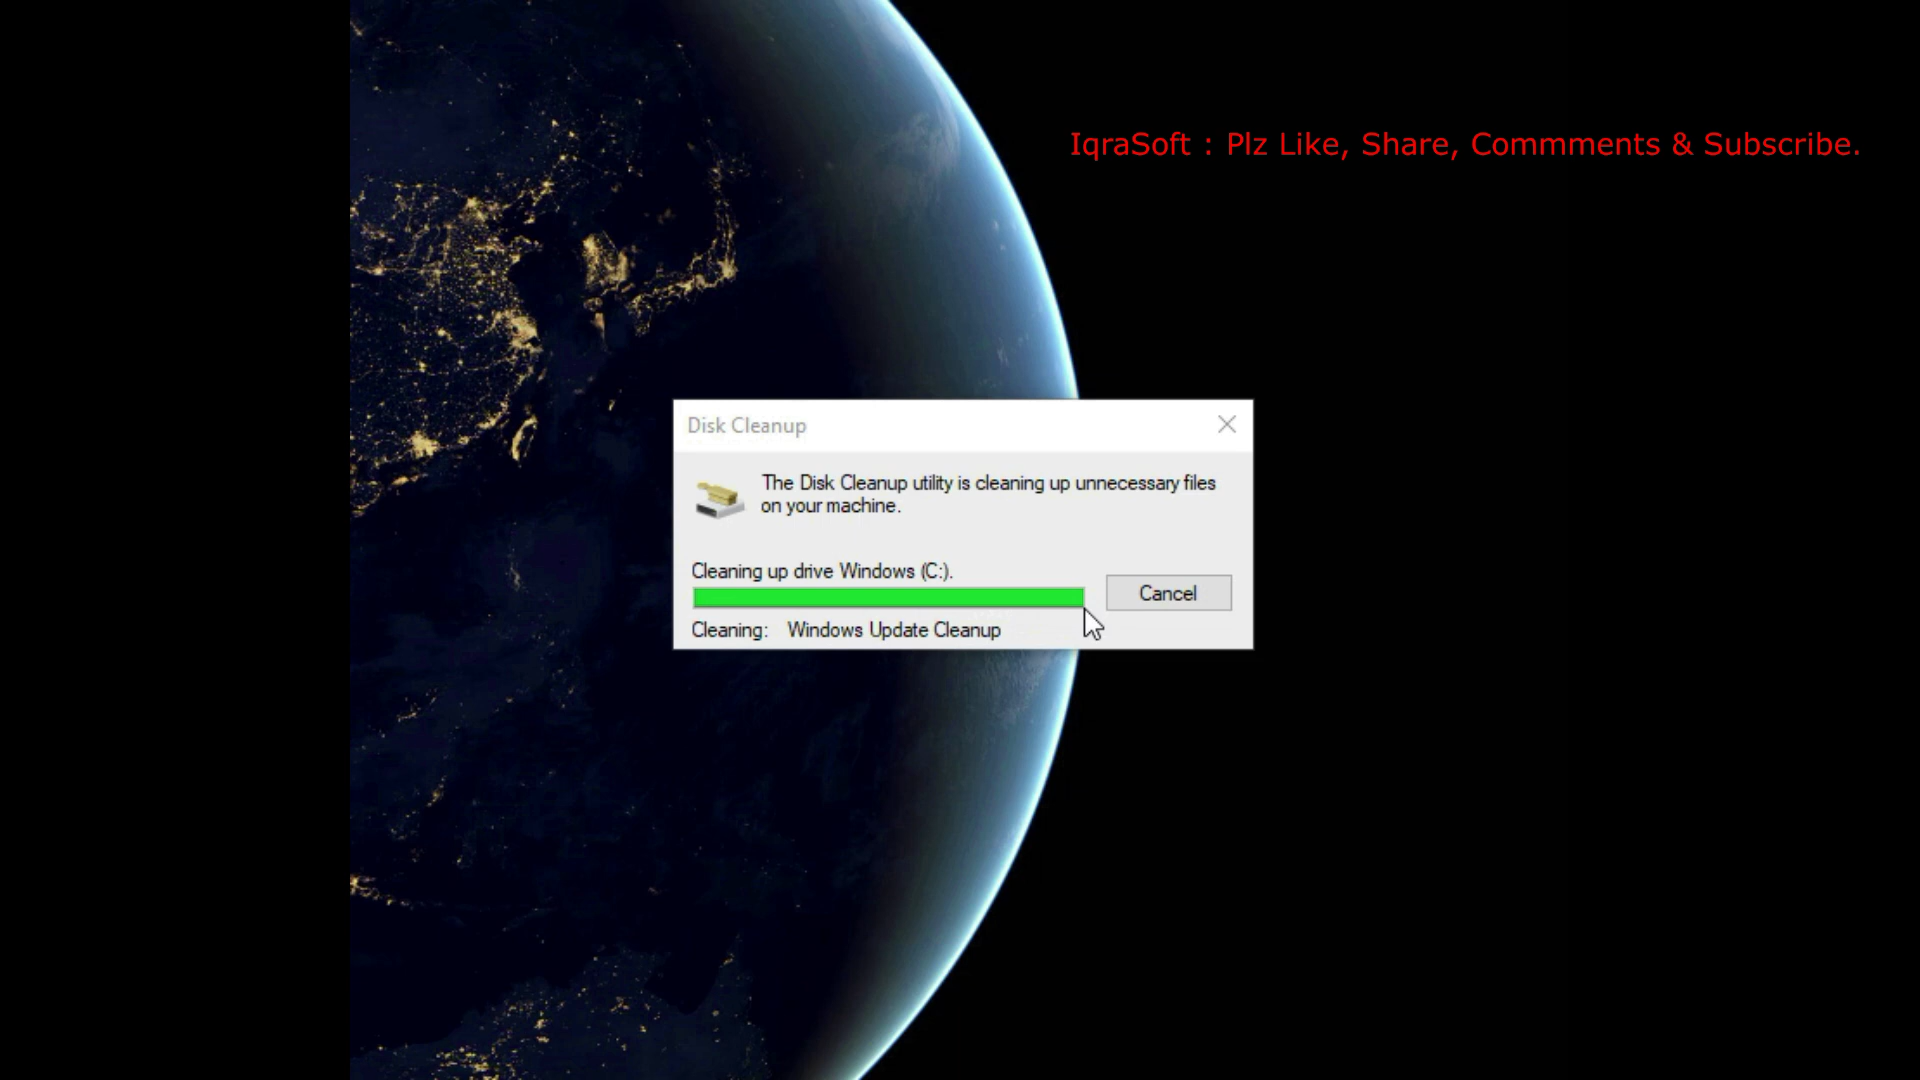 IqraSoft : Plz Like, Share, Commments & Subscribe.
Disk Cleanup
The Disk Cleanup utility is cleaning up unnecessary files
on your machine.
Cleaning up drive Windows (C:).
Cancel
Cleaning: Windows Update Cleanup